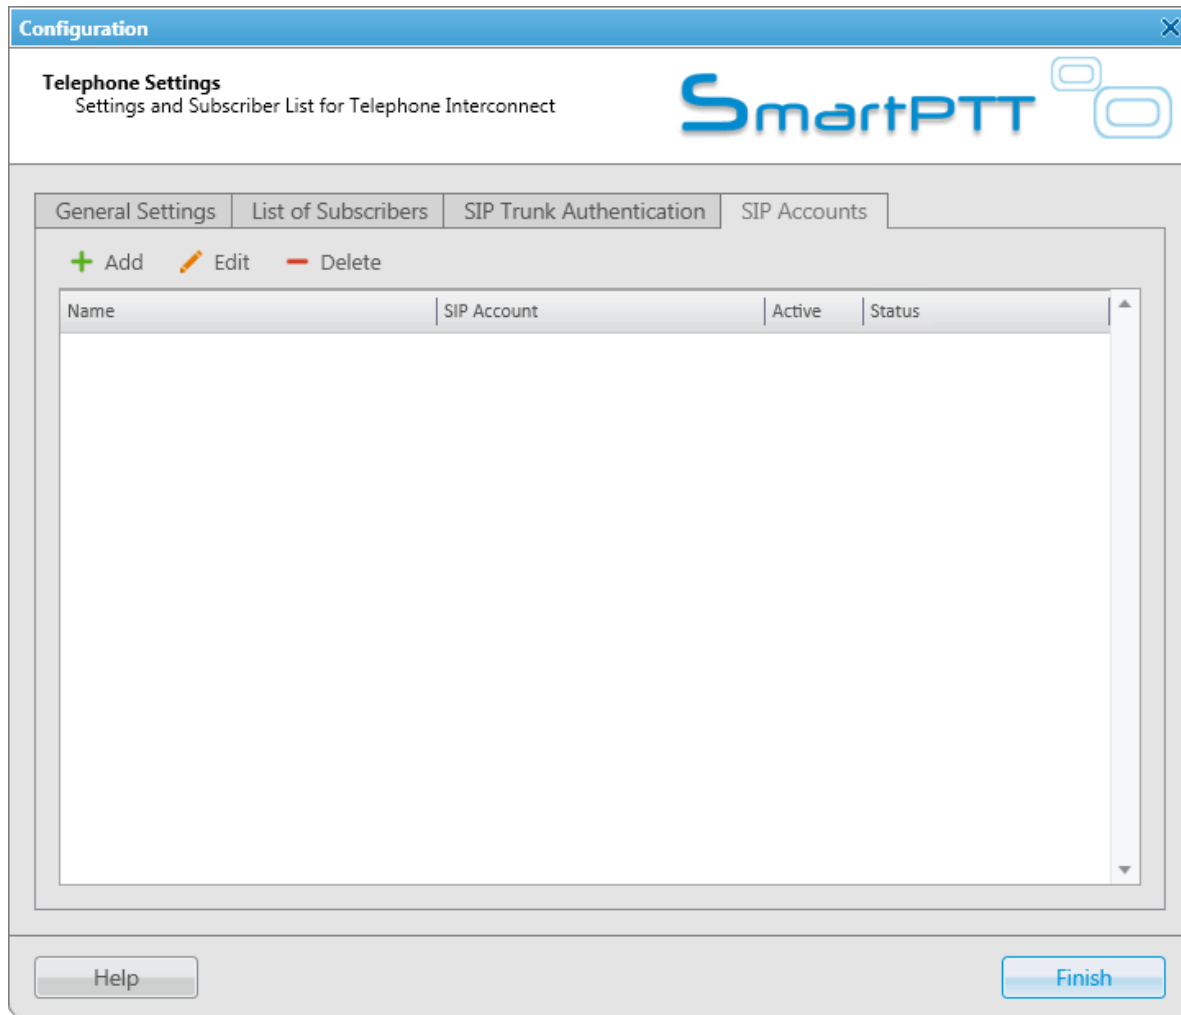 Configuration
Telephone Settings
Settings and Subscriber List for Telephone Interconnect
SmartPTT
General Settings List of Subscribers SIP Trunk Authentication SIP Accounts
Add Edit Delete
Name SIP Account Active Status
Help Finish